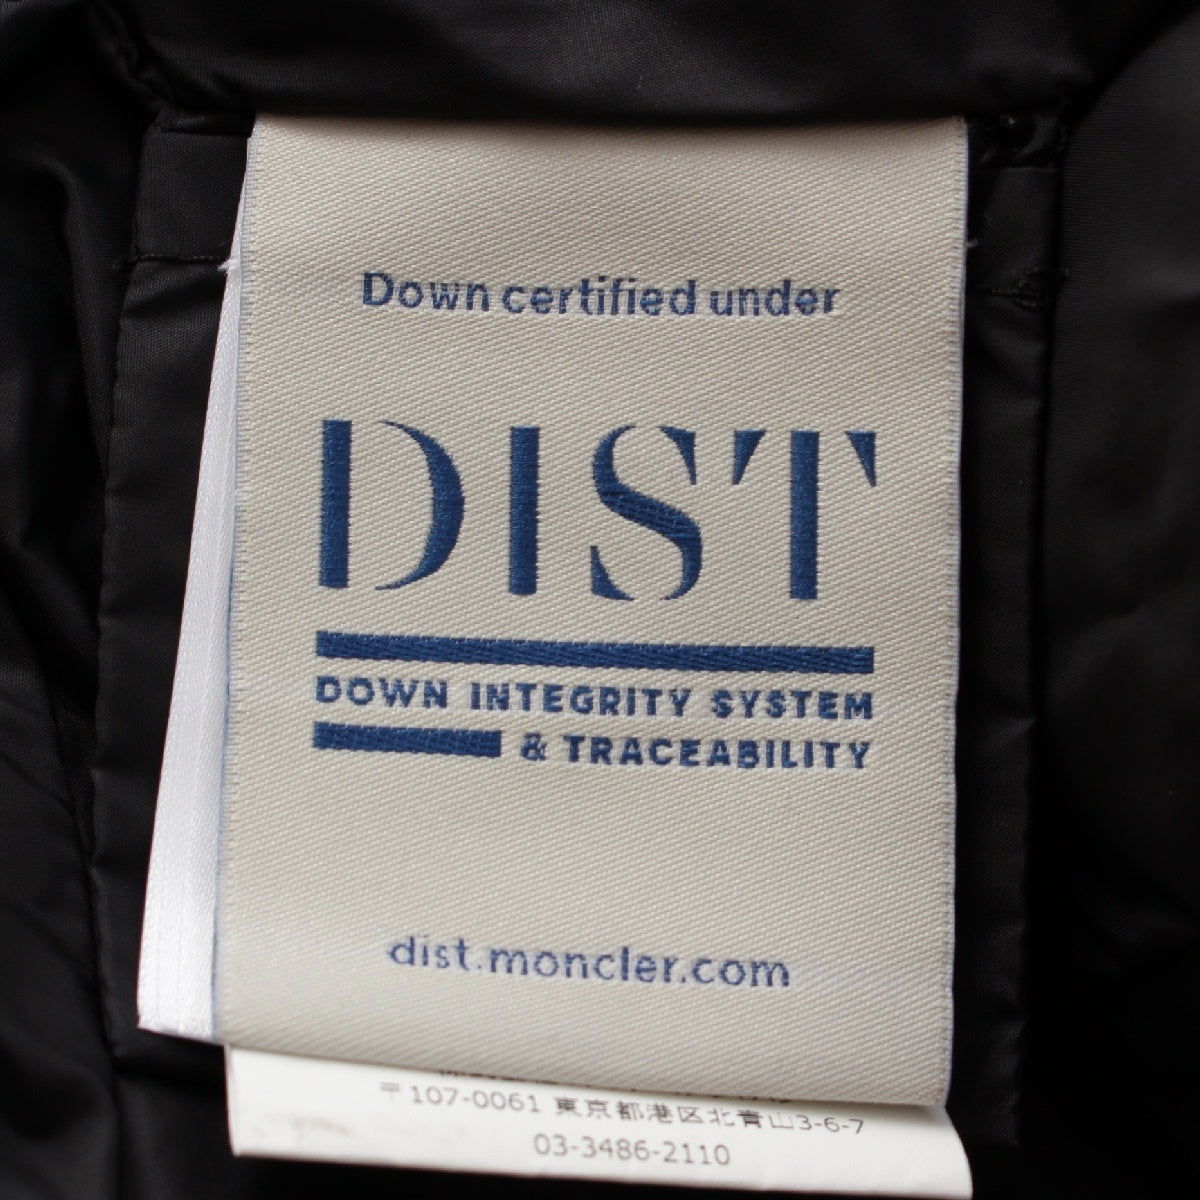 Down certified under
DIST
DOWN INTEGRITY SYSTEM
& TRACEABILITY
dist.moncler.com
〒107-0061 東京都港区北青山3-6-7
03-3486-2110